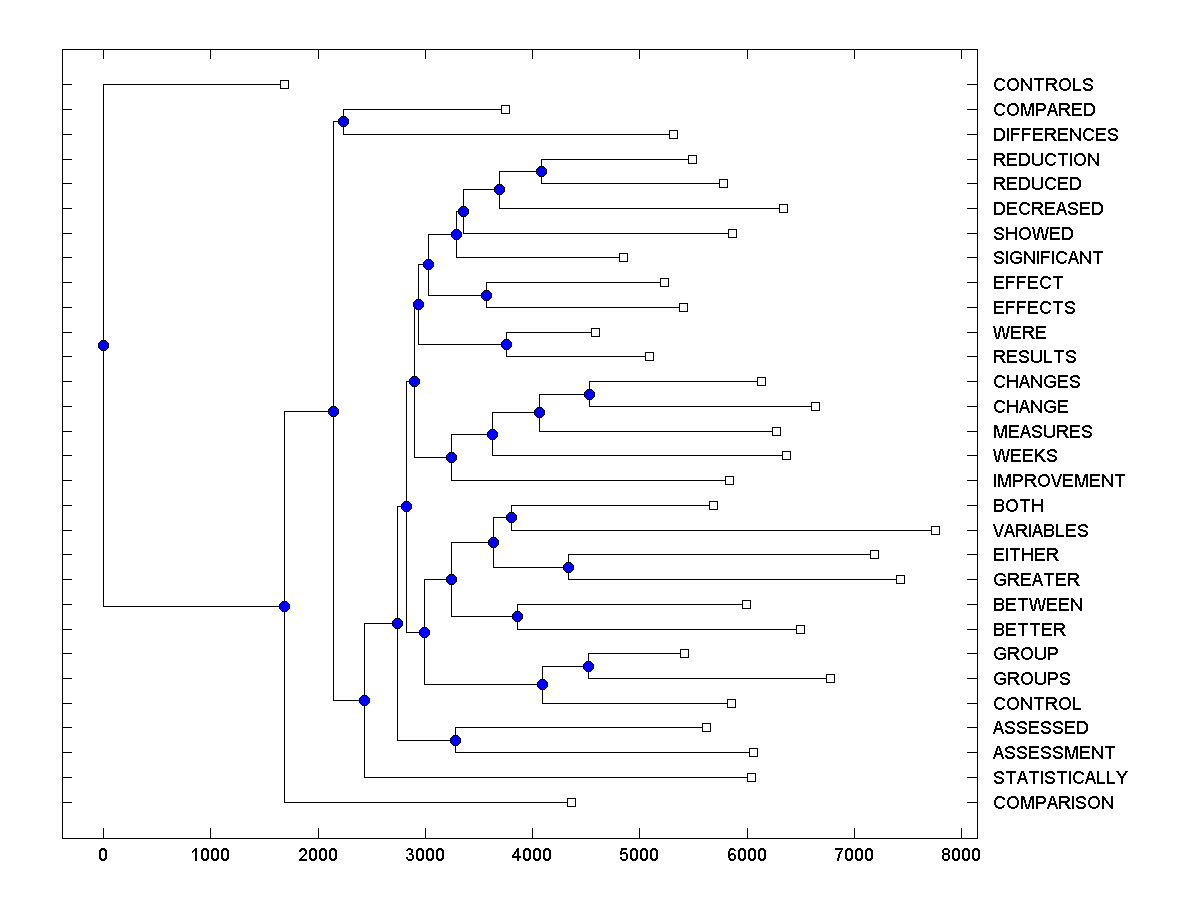 CONTROLS
COMPARED
DIFFERENCES
REDUCTION
REDUCED
DECREASED
SHOWED
SIGNIFICANT
EFFECT
EFFECTS
WERE
RESULTS
CHANGES
CHANGE
MEASURES
WEEKS
IMPROVEMENT
BOTH
VARIABLES
EITHER
GREATER
BETWEEN
BETTER
GROUP
GROUPS
CONTROL
ASSESSED
ASSESSMENT
STATISTICALLY
COMPARISON
0 1000 2000 3000 4000 5000 6000 7000 8000